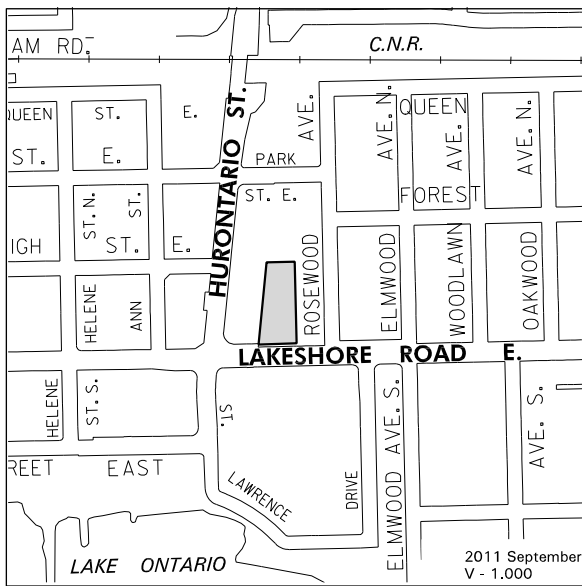 AM RD.
C.N.R.
QUEEN ST. E.
AVE.
AVE. N.
QUEEN
AVE.
AVE. N.
ST. E.
PARK
ST. E.
FOREST
HURONTARIO ST.
ST. N.
ST.
IGH ST. E.
HELENE
ANN
ROSEWOOD
ELMWOOD
WOODLAWN
OAKWOOD
LAKESHORE ROAD E.
HELENE
ST. S.
ST.
ELMWOOD AVE. S.
AVE. S.
REET EAST
LAWRENCE
DRIVE
LAKE ONTARIO
2011 September
V - 1.000